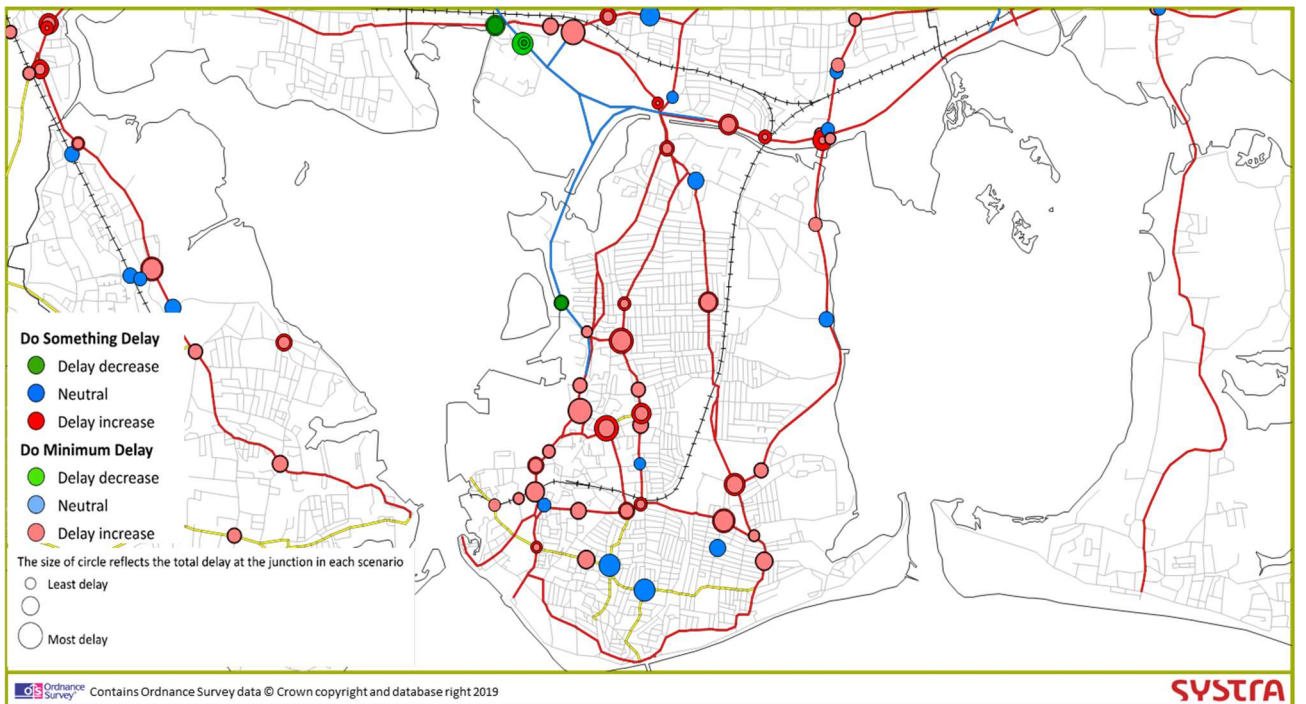 Do Something Delay
Delay decrease
Neutral
Delay increase
Do Minimum Delay
Delay decrease
Neutral
Delay increase
The size of circle reflects the total delay at the junction in each scenario
Least delay
Most delay
OS Ordnance Survey Contains Ordnance Survey data © Crown copyright and database right 2019
SYSTRA